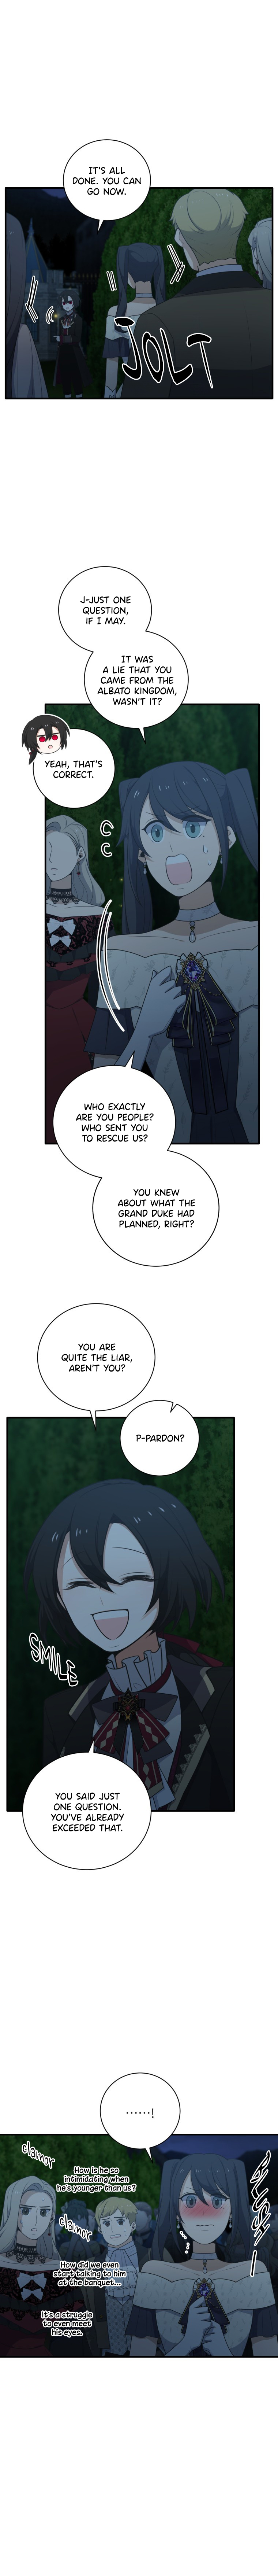 IT'S ALL
DONE. YOU CAN
GO NOW.
JOLT
J-JUST ONE
QUESTION,
IF I MAY.
IT WAS
A LIE THAT YOU
CAME FROM THE
ALBATO KINGDOM,
WASN'T IT?
YEAH, THAT'S
CORRECT.
WHO EXACTLY
ARE YOU PEOPLE?
WHO SENT YOU
TO RESCUE US?
YOU KNEW
ABOUT WHAT THE
GRAND DUKE HAD
PLANNED, RIGHT?
YOU ARE
QUITE THE LIAR,
AREN'T YOU?
P-PARDON?
SMILE
YOU SAID JUST
ONE QUESTION.
YOU'VE ALREADY
EXCEEDED THAT.
......!
clamor
How is he so
intimidating when
he's younger than us?
clamor
How did we even
start talking to him
at the banquet...
It's a struggle
to even meet
his eyes.